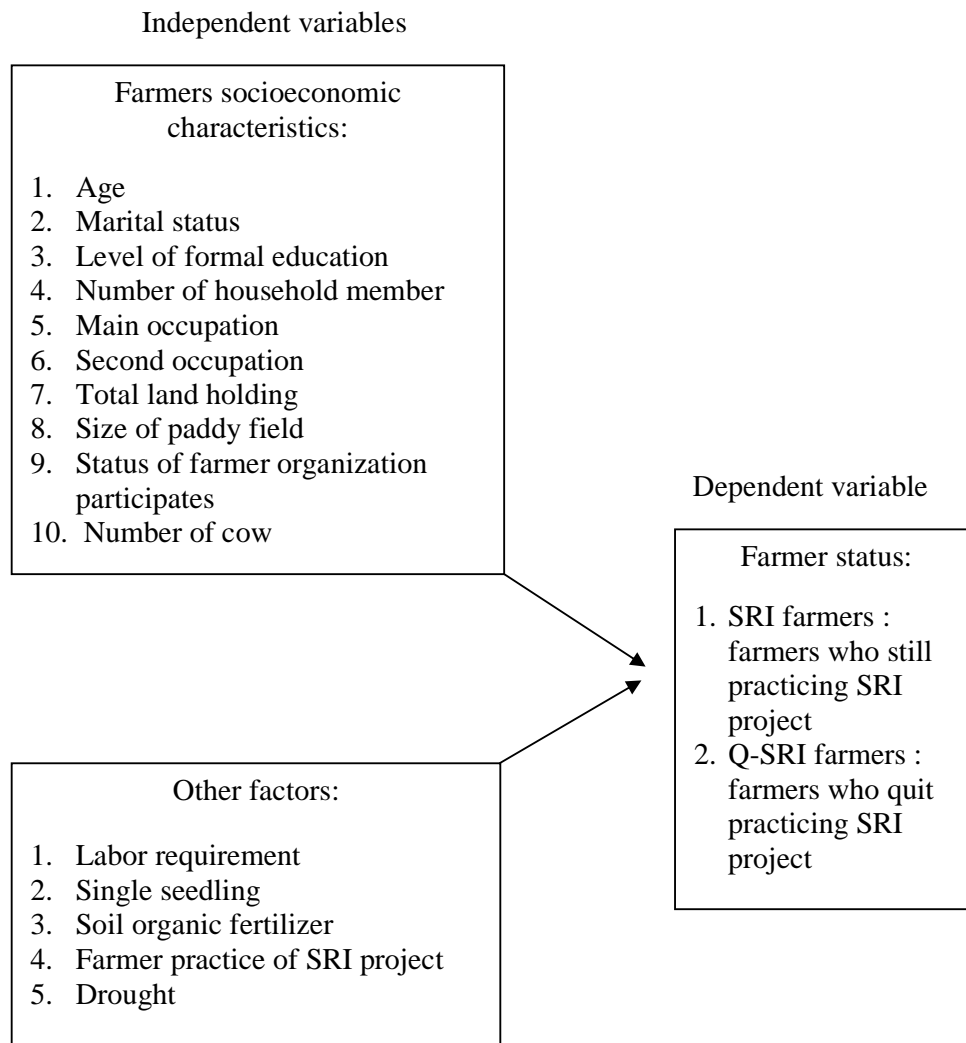 Independent variables
Farmers socioeconomic
characteristics:
1. Age
2. Marital status
3. Level of formal education
4. Number of household member
5. Main occupation
6. Second occupation
7. Total land holding
8. Size of paddy field
9. Status of farmer organization
participates
10. Number of cow
Dependent variable
Farmer status:
1. SRI farmers :
farmers who still
practicing SRI
project
2. Q-SRI farmers :
farmers who quit
practicing SRI
project
Other factors:
1. Labor requirement
2. Single seedling
3. Soil organic fertilizer
4. Farmer practice of SRI project
5. Drought